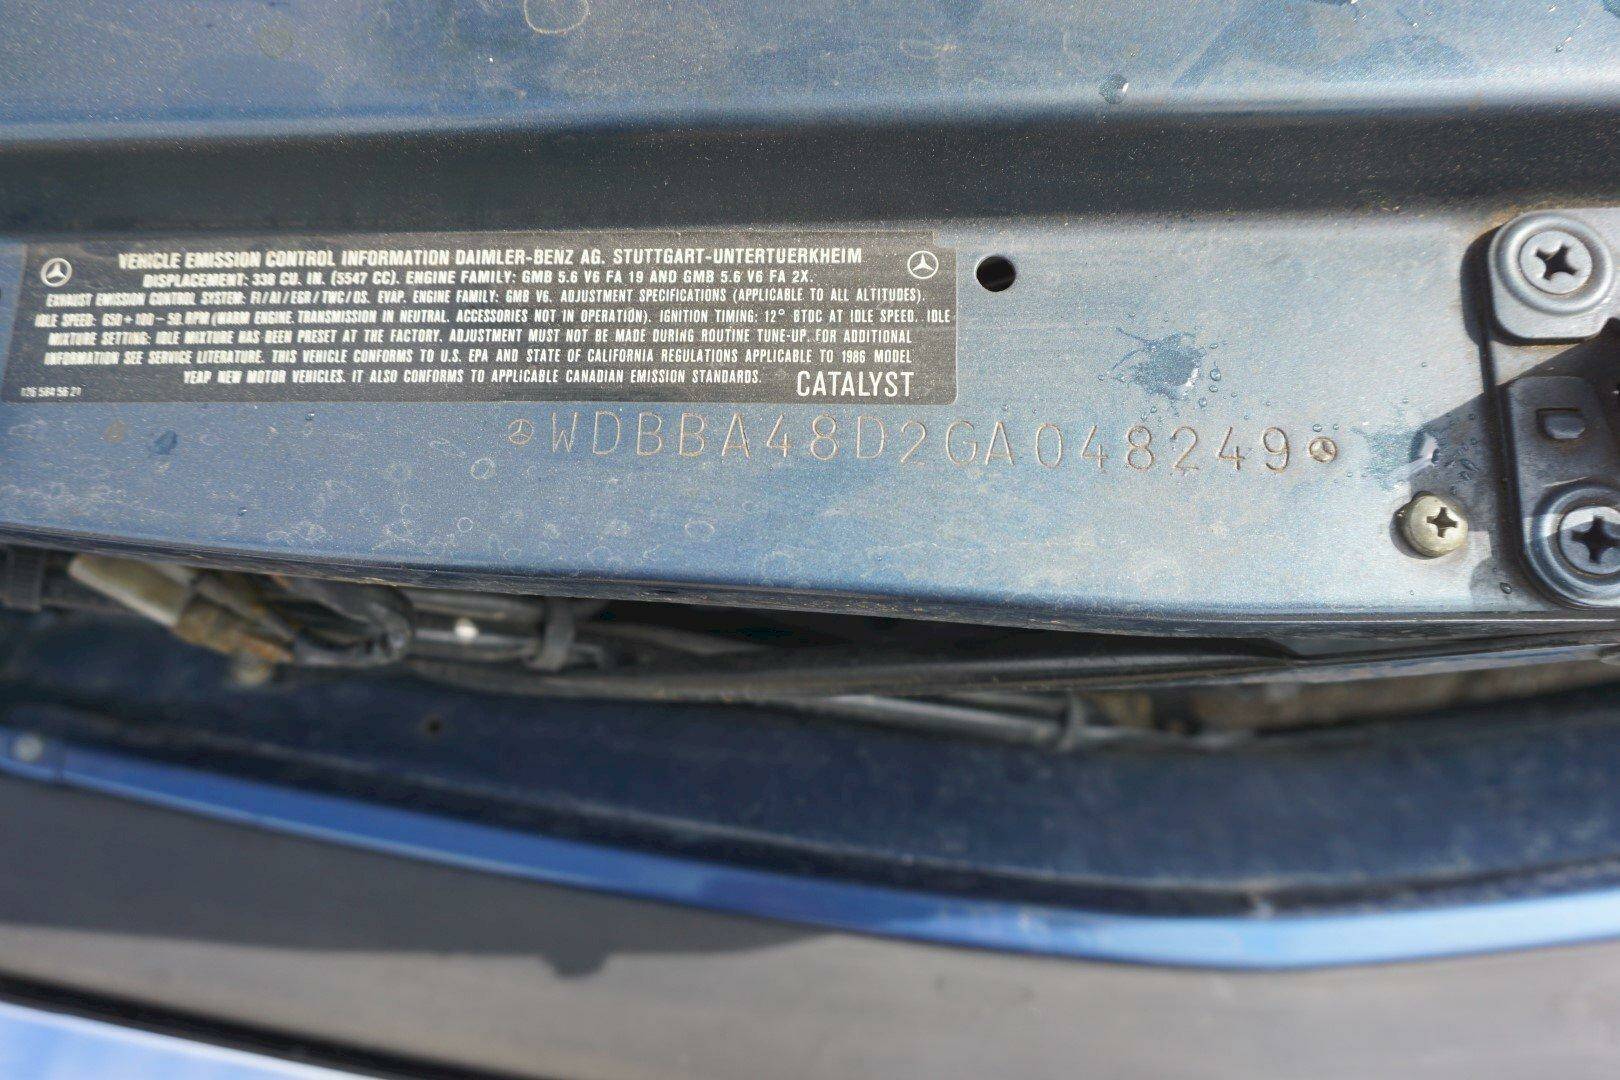 VEHICLE EMISSION CONTROL INFORMATION DAIMLER-BENZ AG. STUTTGART-UNTERTUERKHEIM
DISPLACEMENT: 338 CU. IN. (5547 CC). ENGINE FAMILY: GMB 5.6 V6 FA 19 AND GMB 5.6 V6 FA 2X.
EXHAUST EMISSION CONTROL SYSTEM: FI/AI/EGR/TWC/OS. EVAP. ENGINE FAMILY: GMB V6. ADJUSTMENT SPECIFICATIONS (APPLICABLE TO ALL ALTITUDES).
IDLE SPEED: 650 + 100 - 50. RPM (WARM ENGINE. TRANSMISSION IN NEUTRAL. ACCESSORIES NOT IN OPERATION). IGNITION TIMING: 12° BTDC AT IDLE SPEED. IDLE
MIXTURE SETTING: IDLE MIXTURE HAS BEEN PRESET AT THE FACTORY. ADJUSTMENT MUST NOT BE MADE DURING ROUTINE TUNE-UP. FOR ADDITIONAL
INFORMATION SEE SERVICE LITERATURE. THIS VEHICLE CONFORMS TO U.S. EPA AND STATE OF CALIFORNIA REGULATIONS APPLICABLE TO 1986 MODEL
YEAR NEW MOTOR VEHICLES. IT ALSO CONFORMS TO APPLICABLE CANADIAN EMISSION STANDARDS. CATALYST
126 584 56 21
WDBBA48D2GA048249